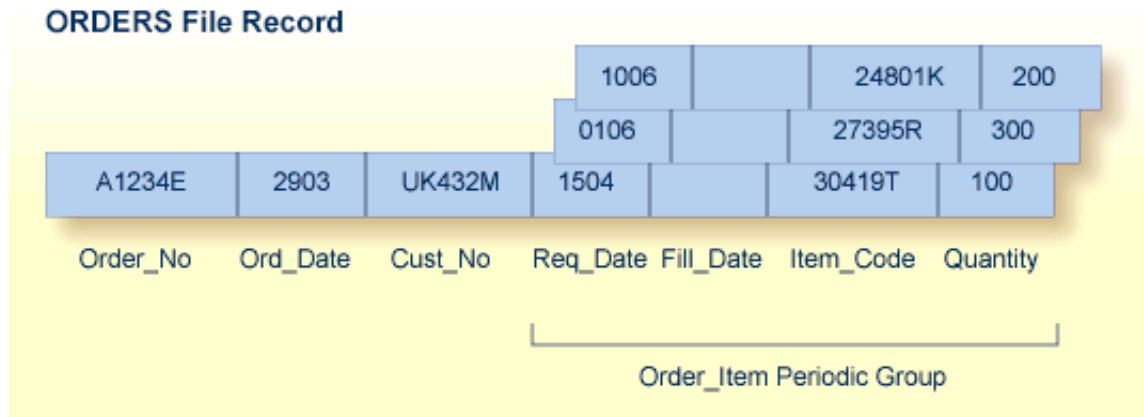 ORDERS File Record
1006 24801K 200
0106 27395R 300
A1234E 2903 UK432M 1504 30419T 100
Order_No Ord_Date Cust_No Req_Date Fill_Date Item_Code Quantity
Order_Item Periodic Group